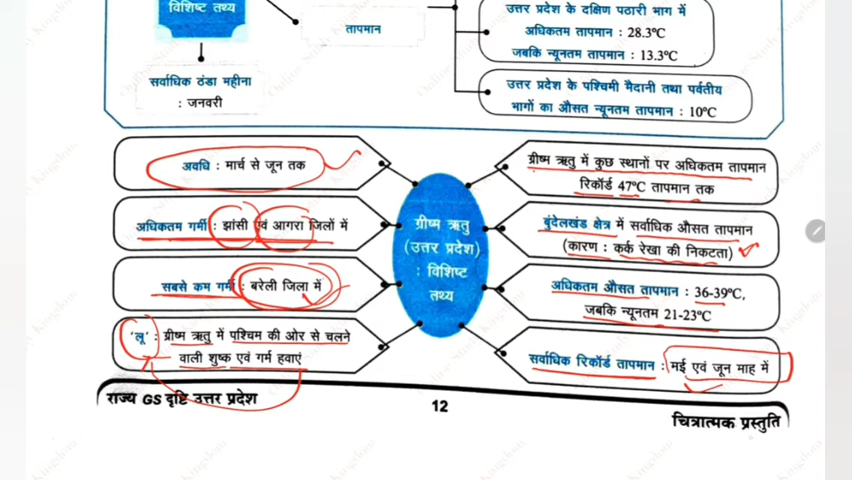 विशिष्ट तथ्य
तापमान
सर्वाधिक ठंडा महीना
: जनवरी
उत्तर प्रदेश के दक्षिण पठारी भाग में
अधिकतम तापमान : 28.3°C
जबकि न्यूनतम तापमान : 13.3°C
उत्तर प्रदेश के पश्चिमी मैदानी तथा पर्वतीय
भागों का औसत न्यूनतम तापमान : 10°C
अवधि : मार्च से जून तक
अधिकतम गर्मी : झांसी एवं आगरा जिलों में
सबसे कम गर्मी : बरेली जिला में
'लू' : ग्रीष्म ऋतु में पश्चिम की ओर से चलने
वाली शुष्क एवं गर्म हवाएं
ग्रीष्म ऋतु
(उत्तर प्रदेश)
: विशिष्ट
तथ्य
ग्रीष्म ऋतु में कुछ स्थानों पर अधिकतम तापमान
रिकॉर्ड 47°C तापमान तक
बुंदेलखंड क्षेत्र में सर्वाधिक औसत तापमान
(कारण : कर्क रेखा की निकटता)
अधिकतम औसत तापमान : 36-39°C,
जबकि न्यूनतम 21-23°C
सर्वाधिक रिकॉर्ड तापमान : मई एवं जून माह में
राज्य GS दृष्टि उत्तर प्रदेश
12
चित्रात्मक प्रस्तुति